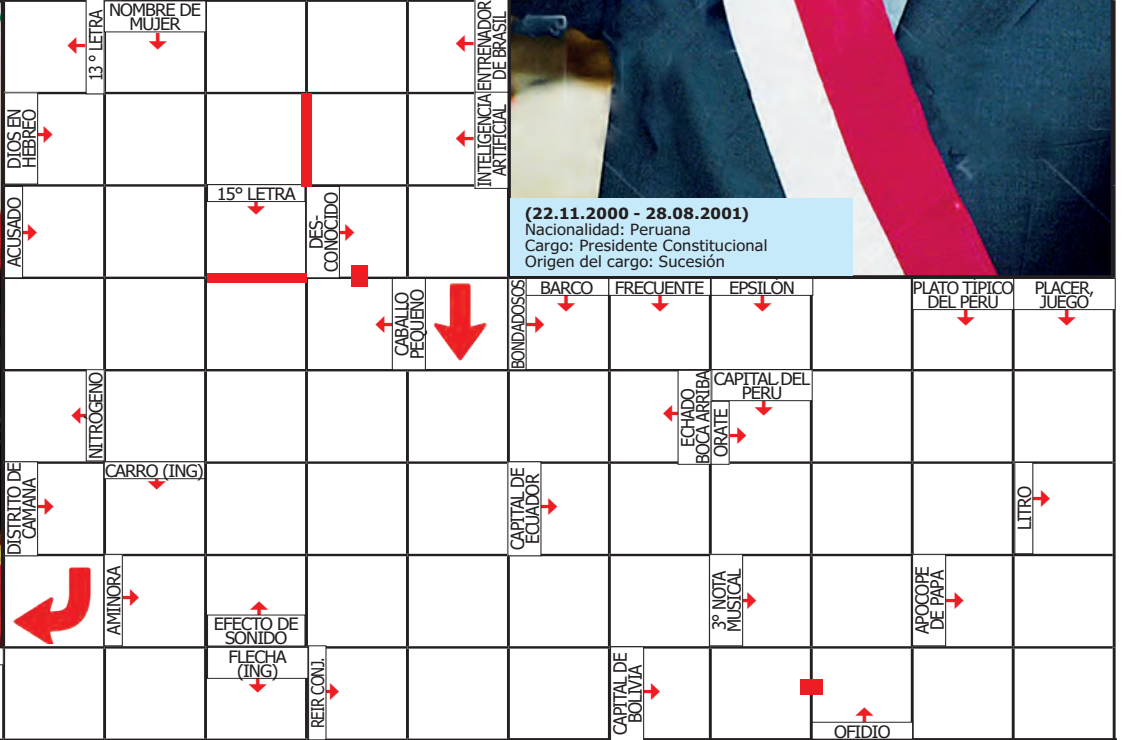 13 º LETRA
NOMBRE DE
MUJER
ENTRENADOR
DE BRASIL
DIOS EN
HEBREO
INTELIGENCIA
ARTIFICIAL
ACUSADO
15º LETRA
DES-
CONOCIDO
(22.11.2000 - 28.08.2001)
Nacionalidad: Peruana
Cargo: Presidente Constitucional
Origen del cargo: Sucesión
CABALLO
PEQUEÑO
BONDADOSOS
BARCO
FRECUENTE
EPSILÓN
PLATO TÍPICO
DEL PERÚ
PLACER,
JUEGO
NITRÓGENO
ECHADO
BOCA ARRIBA
CAPITAL DEL
PERÚ
ORATE
DISTRITO DE
CAMANÁ
CARRO (ING)
CAPITAL DE
ECUADOR
LITRO
AMINORA
EFECTO DE
SONIDO
3º NOTA
MUSICAL
APOCOPE
DE PAPA
FLECHA
(ING)
REIR CONJ.
CAPITAL DE
BOLIVIA
OFIDIO